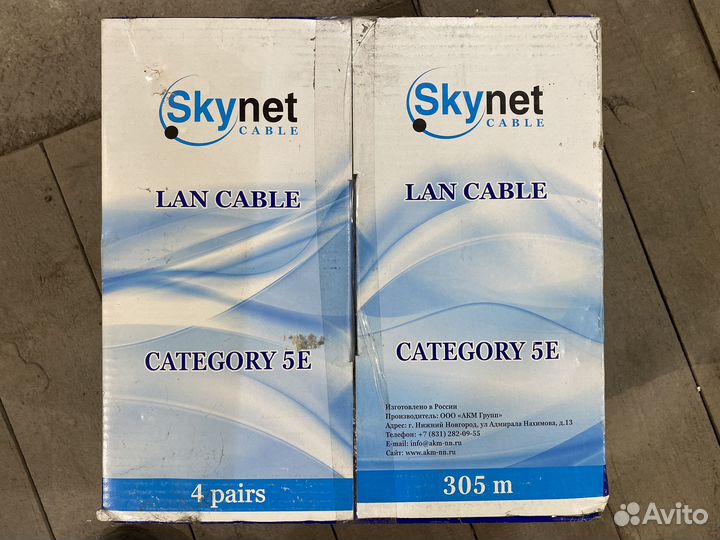 Skynet
CABLE
LAN CABLE
CATEGORY 5E
4 pairs
Skynet
CABLE
LAN CABLE
CATEGORY 5E
Изготовлено в России
Производитель: ООО «АКМ Групп»
Адрес: г. Нижний Новгород, ул Адмирала Нахимова, д.13
Телефон: +7 (831) 282-09-55
E-mail: info@akm-nn.ru
Сайт: www.akm-nn.ru
305 m
Avito